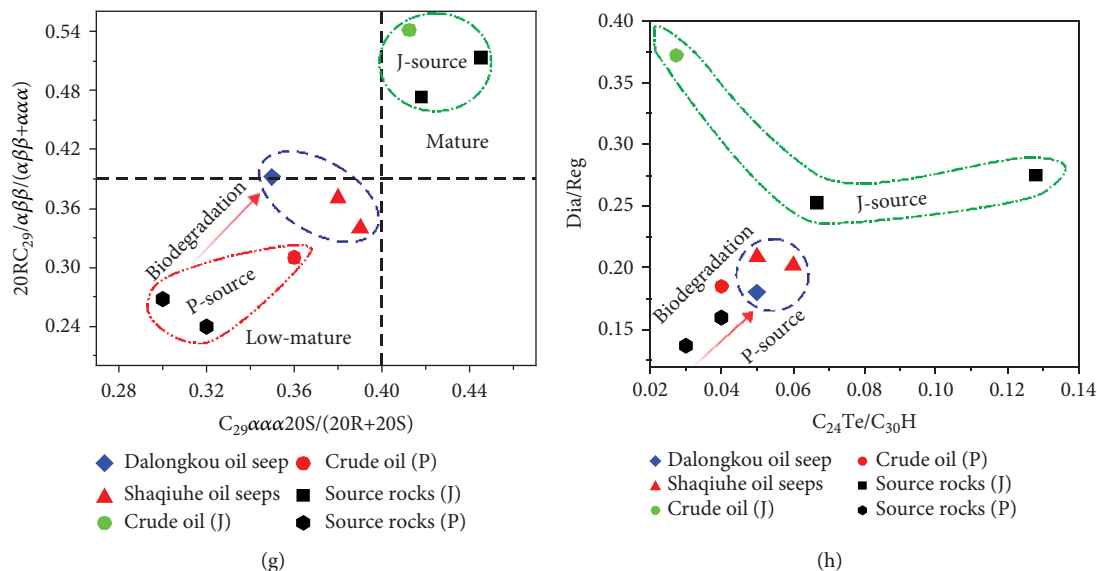 0.54
0.48
0.42
0.36
0.30
0.24
20RC₂₉/αββ/(αββ+ααα)
J-source
Mature
Biodegradation
P-source
Low-mature
0.28
0.32
0.36
0.40
0.44
C₂₉ααα20S/(20R+20S)
Dalongkou oil seep
Crude oil (P)
Shaqiuhe oil seeps
Source rocks (J)
Crude oil (J)
Source rocks (P)
(g)
0.40
0.35
0.30
0.25
0.20
0.15
Dia/Reg
J-source
Biodegradation
P-source
0.02
0.04
0.06
0.08
0.10
0.12
0.14
C₂₄Te/C₃₀H
Dalongkou oil seep
Crude oil (P)
Shaqiuhe oil seeps
Source rocks (J)
Crude oil (J)
Source rocks (P)
(h)